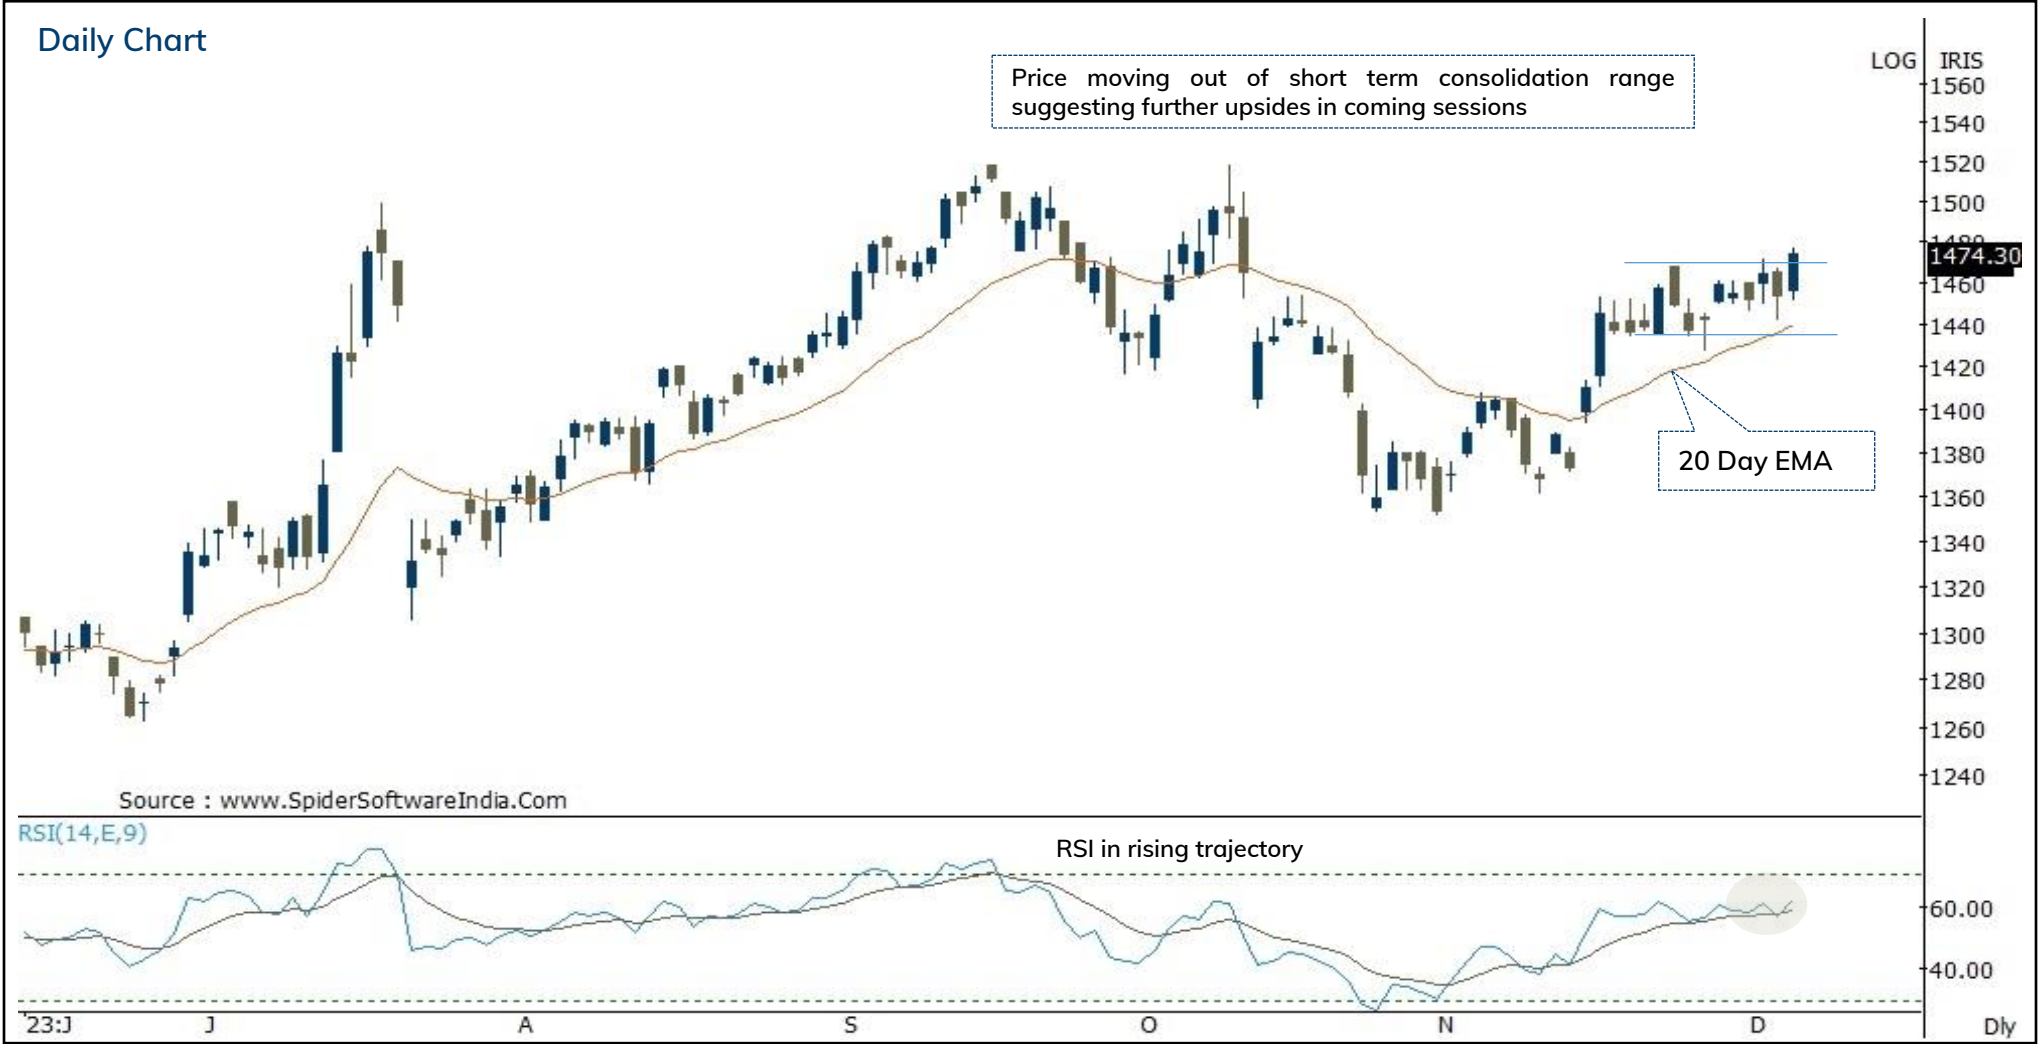 Daily Chart
Price moving out of short term consolidation range
suggesting further upsides in coming sessions
LOG IRIS
1560
1540
1520
1500
1480
1474.30
1460
1440
1420
1400
1380
1360
1340
1320
1300
1280
1260
1240
20 Day EMA
Source : www.SpiderSoftwareIndia.Com
RSI(14,E,9)
RSI in rising trajectory
60.00
40.00
'23:J J A S O N D Dly